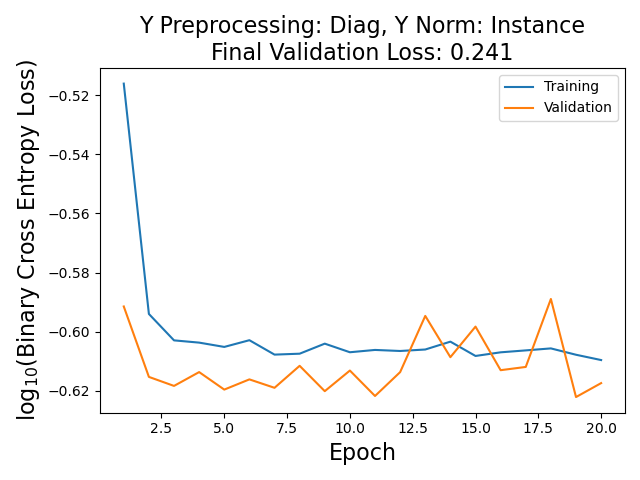 Y Preprocessing: Diag, Y Norm: Instance
Final Validation Loss: 0.241
Training
Validation
log₁₀(Binary Cross Entropy Loss)
−0.52
−0.54
−0.56
−0.58
−0.60
−0.62
2.5 5.0 7.5 10.0 12.5 15.0 17.5 20.0
Epoch